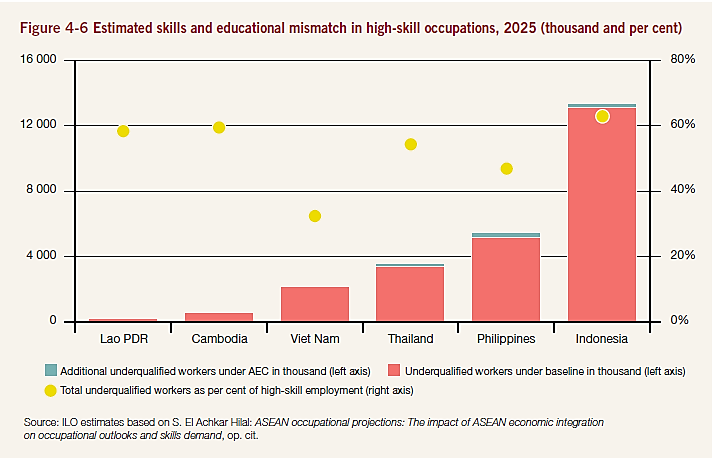 Figure 4-6 Estimated skills and educational mismatch in high-skill occupations, 2025 (thousand and per cent)
16 000
80%
12 000
60%
8 000
40%
4 000
20%
0
0%
Lao PDR
Cambodia
Viet Nam
Thailand
Philippines
Indonesia
Additional underqualified workers under AEC in thousand (left axis)
Underqualified workers under baseline in thousand (left axis)
Total underqualified workers as per cent of high-skill employment (right axis)
Source: ILO estimates based on S. El Achkar Hilal: ASEAN occupational projections: The impact of ASEAN economic integration
on occupational outlooks and skills demand, op. cit.